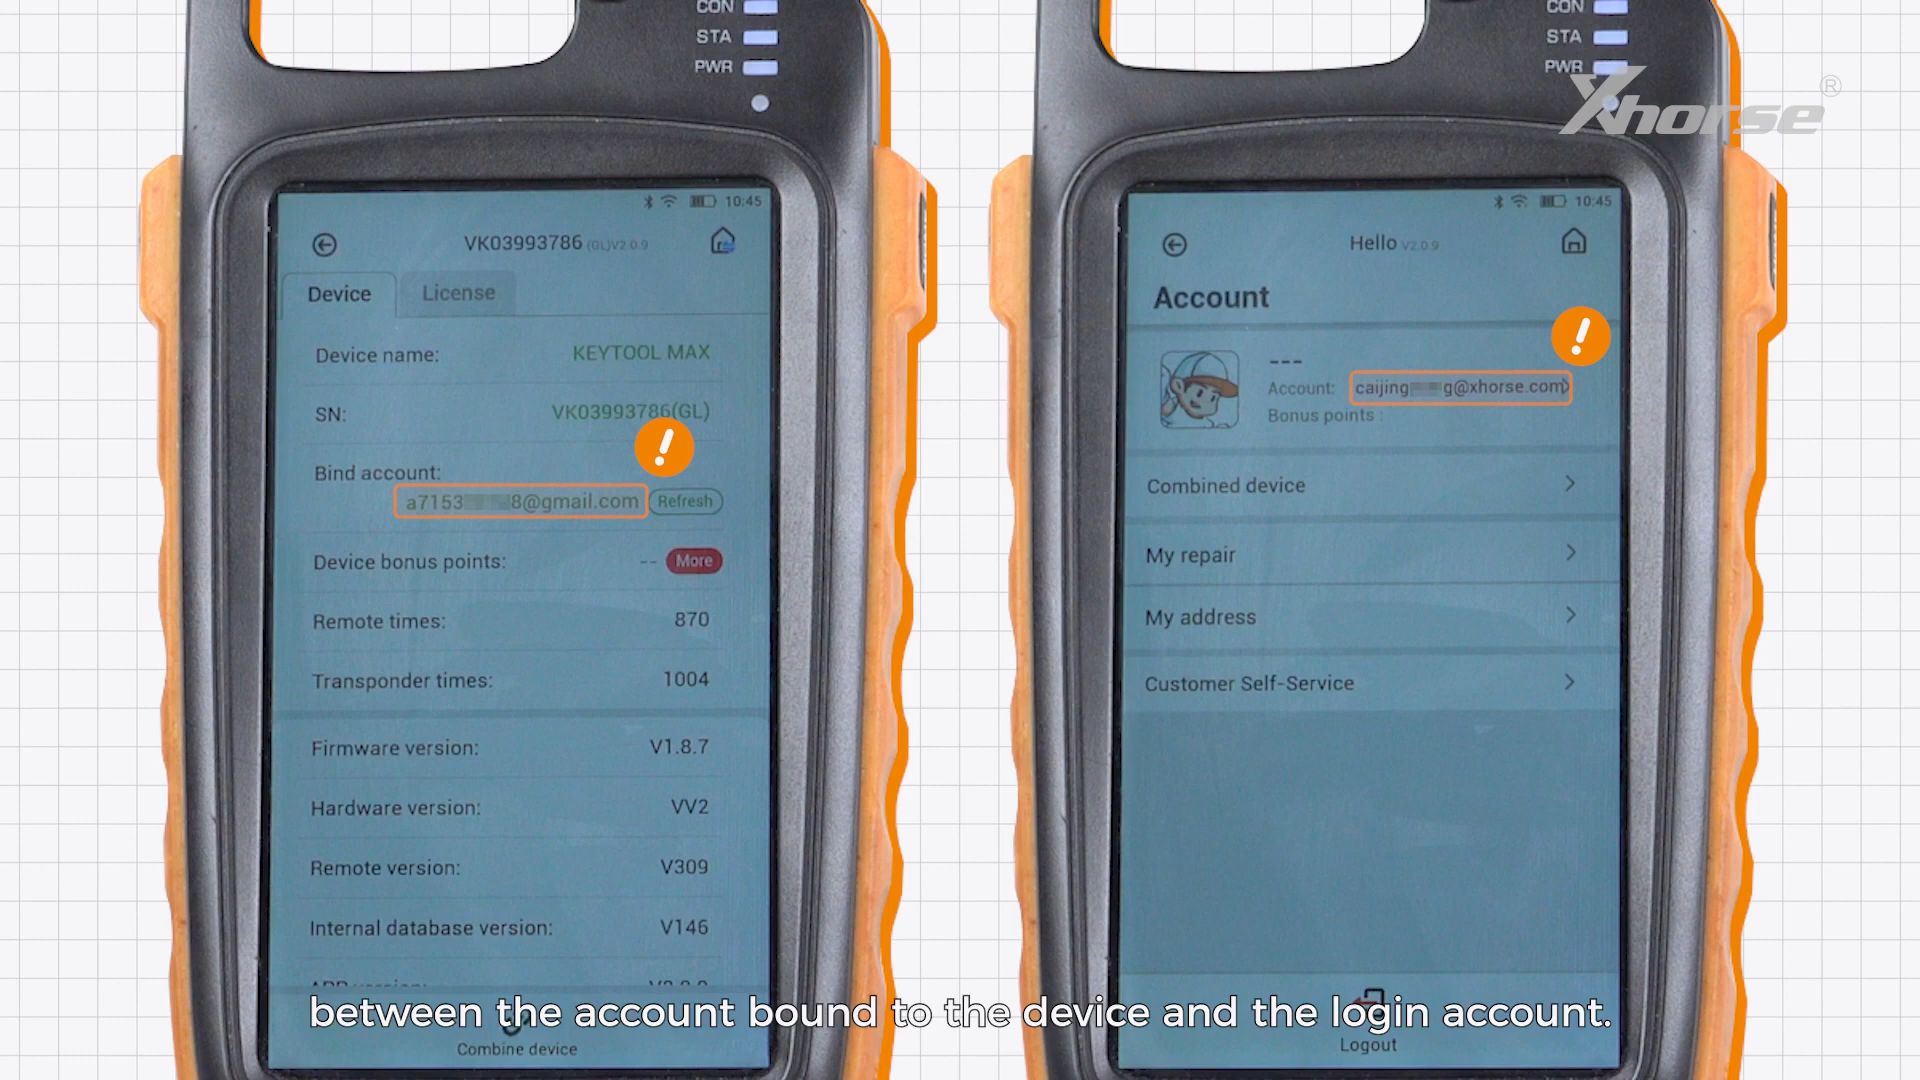 CON
STA
PWR
10:45
VK03993786 (GL)V2.0.9
Device
License
Device name: KEYTOOL MAX
SN: VK03993786(GL)
Bind account:
a7153 8@gmail.com Refresh
Device bonus points: -- More
Remote times: 870
Transponder times: 1004
Firmware version: V1.8.7
Hardware version: VV2
Remote version: V309
Internal database version: V146
Combine device
CON
STA
PWR
Xhorse®
10:45
Hello V2.0.9
Account
---
Account: caijing g@xhorse.com
Bonus points :
Combined device
My repair
My address
Customer Self-Service
Logout
between the account bound to the device and the login account.